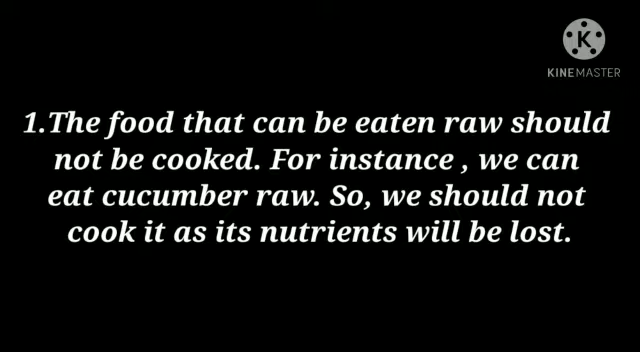 K
KINEMASTER
1.The food that can be eaten raw should
not be cooked. For instance , we can
eat cucumber raw. So, we should not
cook it as its nutrients will be lost.